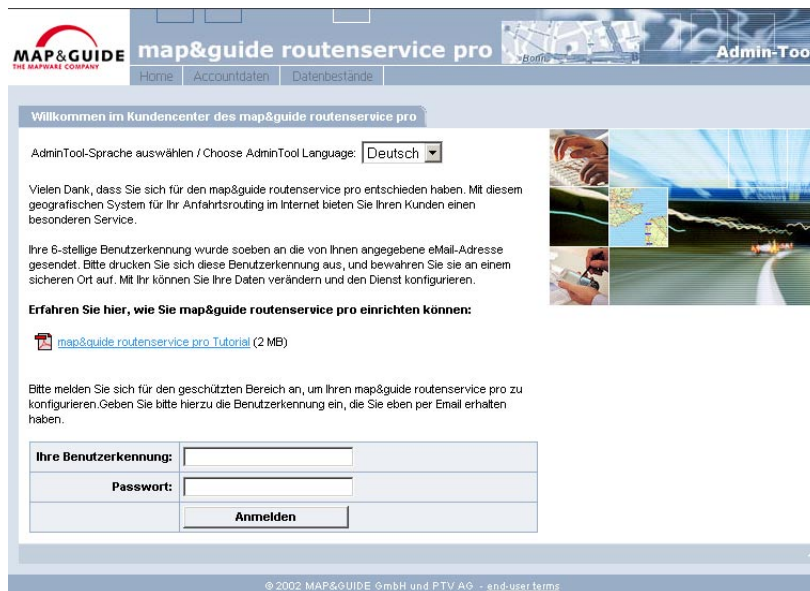 MAP&GUIDE
THE MAPWARE COMPANY
map&guide routenservice pro
Bonn
Admin-Too
Home Accountdaten Datenbestände
Willkommen im Kundencenter des map&guide routenservice pro
AdminTool-Sprache auswählen / Choose AdminTool Language: Deutsch
Vielen Dank, dass Sie sich für den map&guide routenservice pro entschieden haben. Mit diesem
geografischen System für Ihr Anfahrtsrouting im Internet bieten Sie Ihren Kunden einen
besonderen Service.
Ihre 6-stellige Benutzerkennung wurde soeben an die von Ihnen angegebene eMail-Adresse
gesendet. Bitte drucken Sie sich diese Benutzerkennung aus, und bewahren Sie sie an einem
sicheren Ort auf. Mit Ihr können Sie Ihre Daten verändern und den Dienst konfigurieren.
Erfahren Sie hier, wie Sie map&guide routenservice pro einrichten können:
map&guide routenservice pro Tutorial (2 MB)
Bitte melden Sie sich für den geschützten Bereich an, um Ihren map&guide routenservice pro zu
konfigurieren.Geben Sie bitte hierzu die Benutzerkennung ein, die Sie eben per Email erhalten
haben.
Ihre Benutzerkennung:
Passwort:
Anmelden
© 2002 MAP&GUIDE GmbH und PTV AG - end-user terms